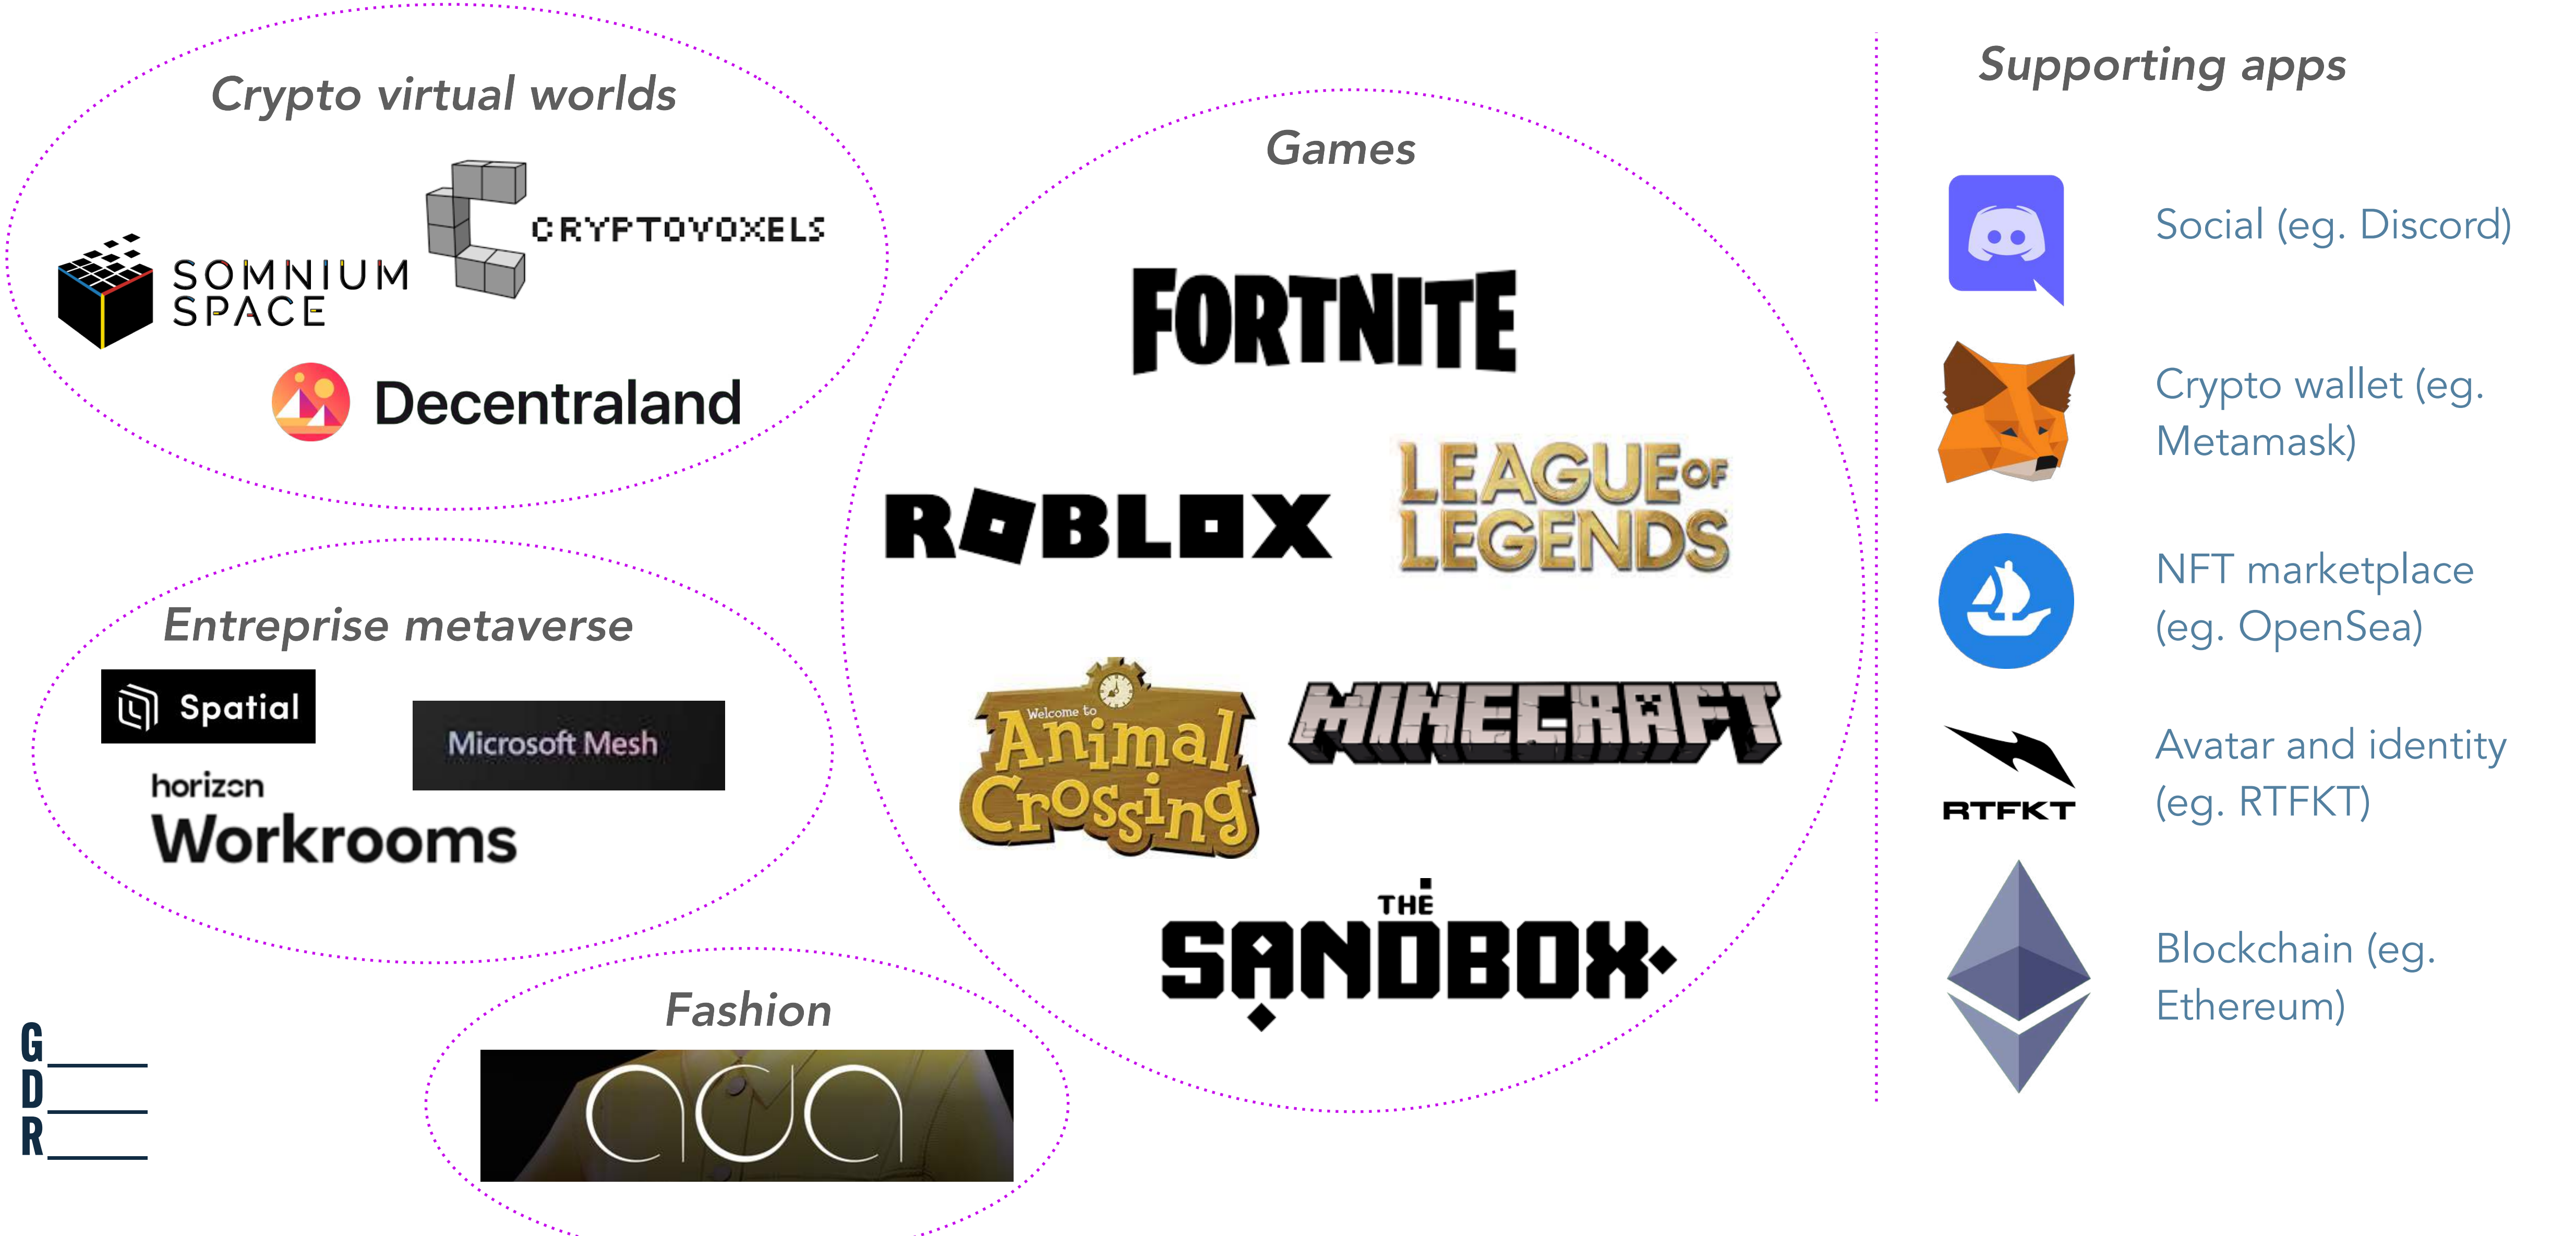 Crypto virtual worlds
CRYPTOVOXELS
SOMNIUM
SPACE
Decentraland
Entreprise metaverse
Spatial
Microsoft Mesh
horizon
Workrooms
Fashion
ada
G
D
R
Games
FORTNITE
ROBLOX
LEAGUE OF
LEGENDS
Welcome to
Animal
Crossing
MINECRAFT
THE
SANDBOX
Supporting apps
Social (eg. Discord)
Crypto wallet (eg.
Metamask)
NFT marketplace
(eg. OpenSea)
RTFKT
Avatar and identity
(eg. RTFKT)
Blockchain (eg.
Ethereum)